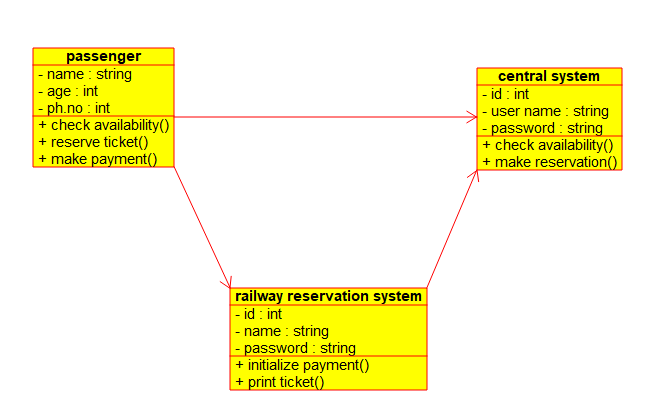 passenger
- name : string
- age : int
- ph.no : int
+ check availability()
+ reserve ticket()
+ make payment()
central system
- id : int
- user name : string
- password : string
+ check availability()
+ make reservation()
railway reservation system
- id : int
- name : string
- password : string
+ initialize payment()
+ print ticket()